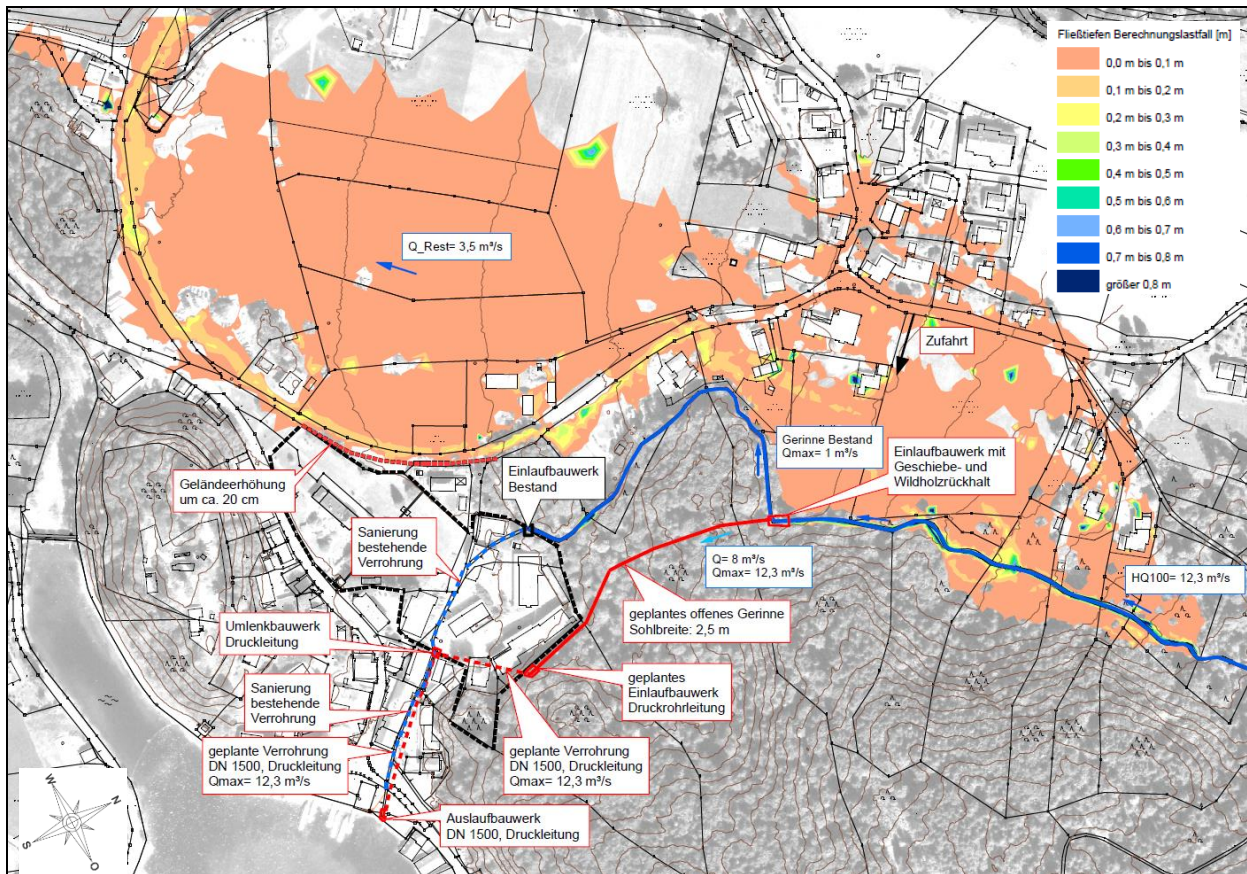 Fließtiefen Berechnungslastfall [m]
0,0 m bis 0,1 m
0,1 m bis 0,2 m
0,2 m bis 0,3 m
0,3 m bis 0,4 m
0,4 m bis 0,5 m
0,5 m bis 0,6 m
0,6 m bis 0,7 m
0,7 m bis 0,8 m
größer 0,8 m
Q_Rest= 3,5 m³/s
Zufahrt
Gerinne Bestand
Qmax= 1 m³/s
Einlaufbauwerk mit
Geschiebe- und
Wildholzrückhalt
Einlaufbauwerk
Bestand
Geländeerhöhung
um ca. 20 cm
Sanierung
bestehende
Verrohrung
Q= 8 m³/s
Qmax= 12,3 m³/s
HQ100= 12,3 m³/s
geplantes offenes Gerinne
Sohlbreite: 2,5 m
Umlenkbauwerk
Druckleitung
geplantes
Einlaufbauwerk
Druckrohrleitung
Sanierung
bestehende
Verrohrung
geplante Verrohrung
DN 1500, Druckleitung
Qmax= 12,3 m³/s
geplante Verrohrung
DN 1500, Druckleitung
Qmax= 12,3 m³/s
Auslaufbauwerk
DN 1500, Druckleitung
W
N
S
O